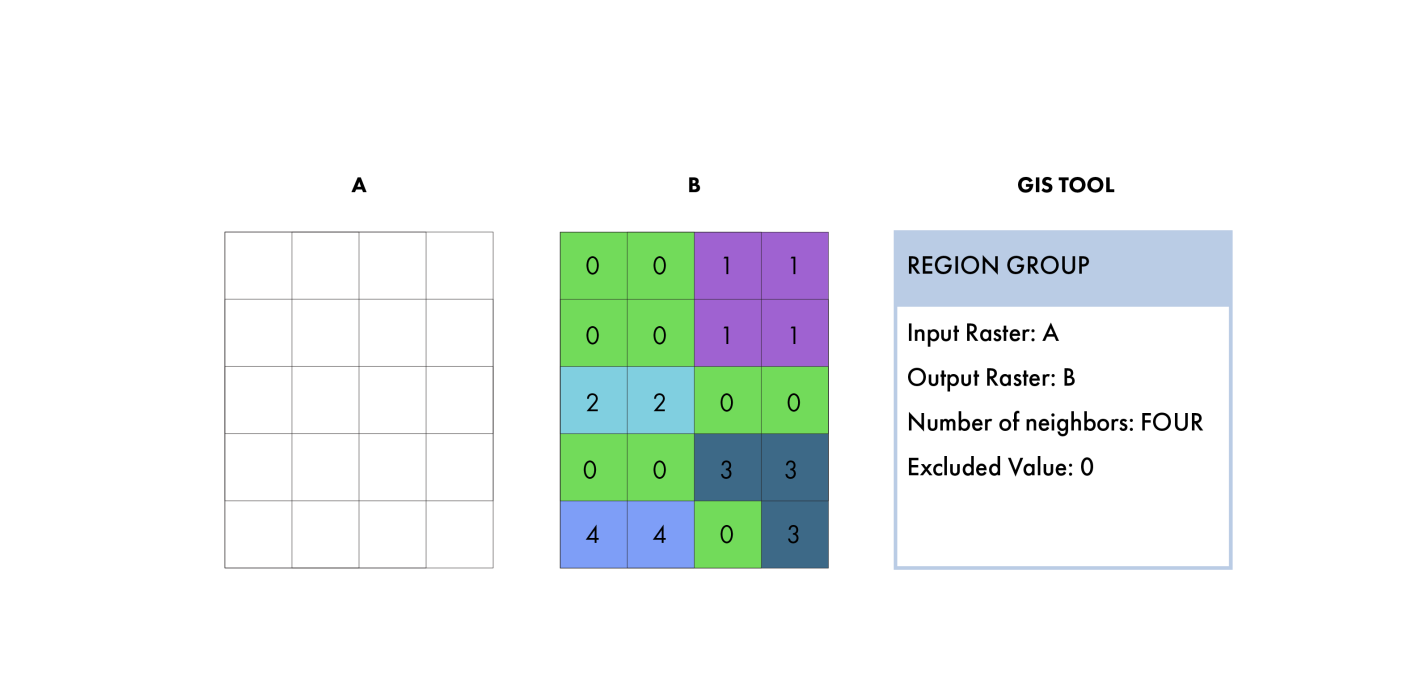 A B GIS TOOL
0 0 1 1
0 0 1 1
2 2 0 0
0 0 3 3
4 4 0 3
REGION GROUP
Input Raster: A
Output Raster: B
Number of neighbors: FOUR
Excluded Value: 0